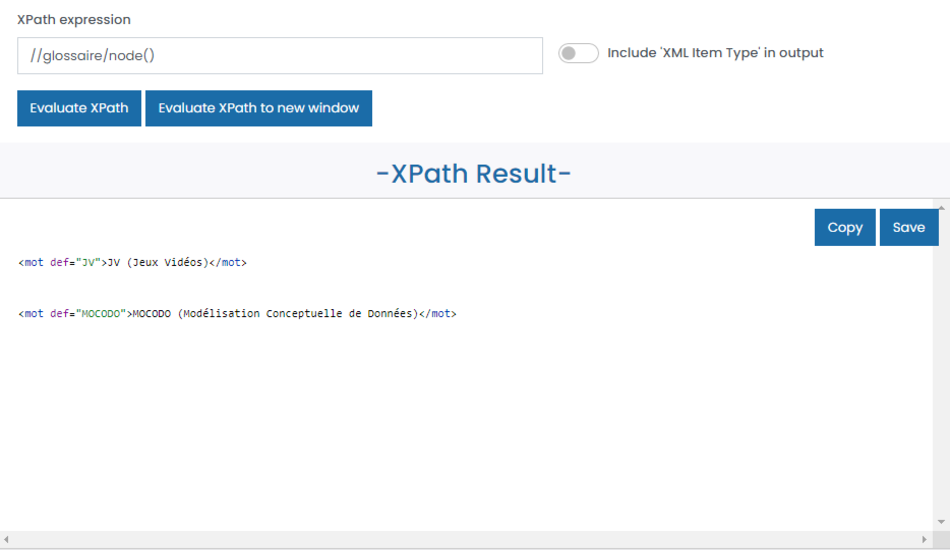 XPath expression
//glossaire/node()
Include 'XML Item Type' in output
Evaluate XPath
Evaluate XPath to new window
-XPath Result-
Copy
Save
<mot def="JV">JV (Jeux Vidéos)</mot>
<mot def="MOCODO">MOCODO (Modélisation Conceptuelle de Données)</mot>